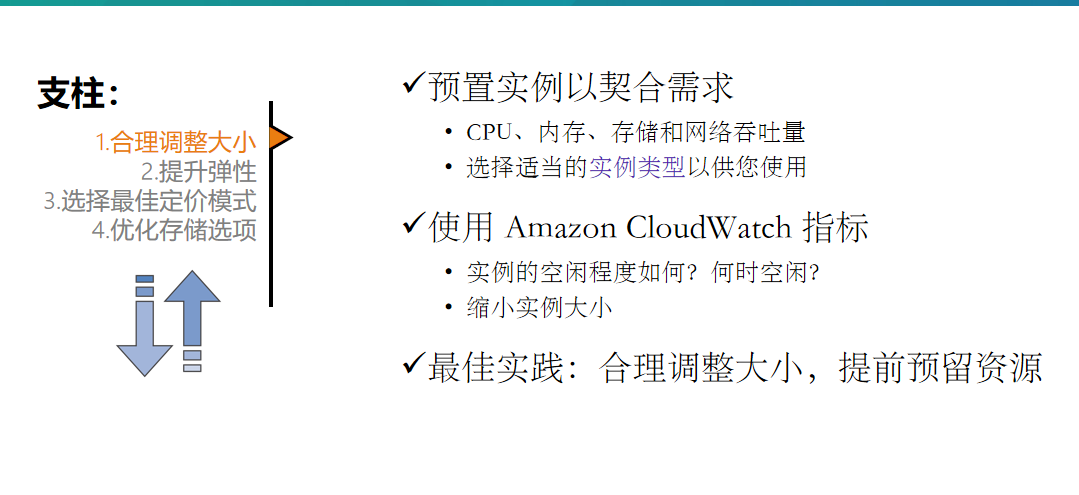 支柱：
1.合理调整大小
2.提升弹性
3.选择最佳定价模式
4.优化存储选项
✓预置实例以契合需求
• CPU、内存、存储和网络吞吐量
• 选择适当的实例类型以供您使用
✓使用 Amazon CloudWatch 指标
• 实例的空闲程度如何？何时空闲？
• 缩小实例大小
✓最佳实践：合理调整大小，提前预留资源